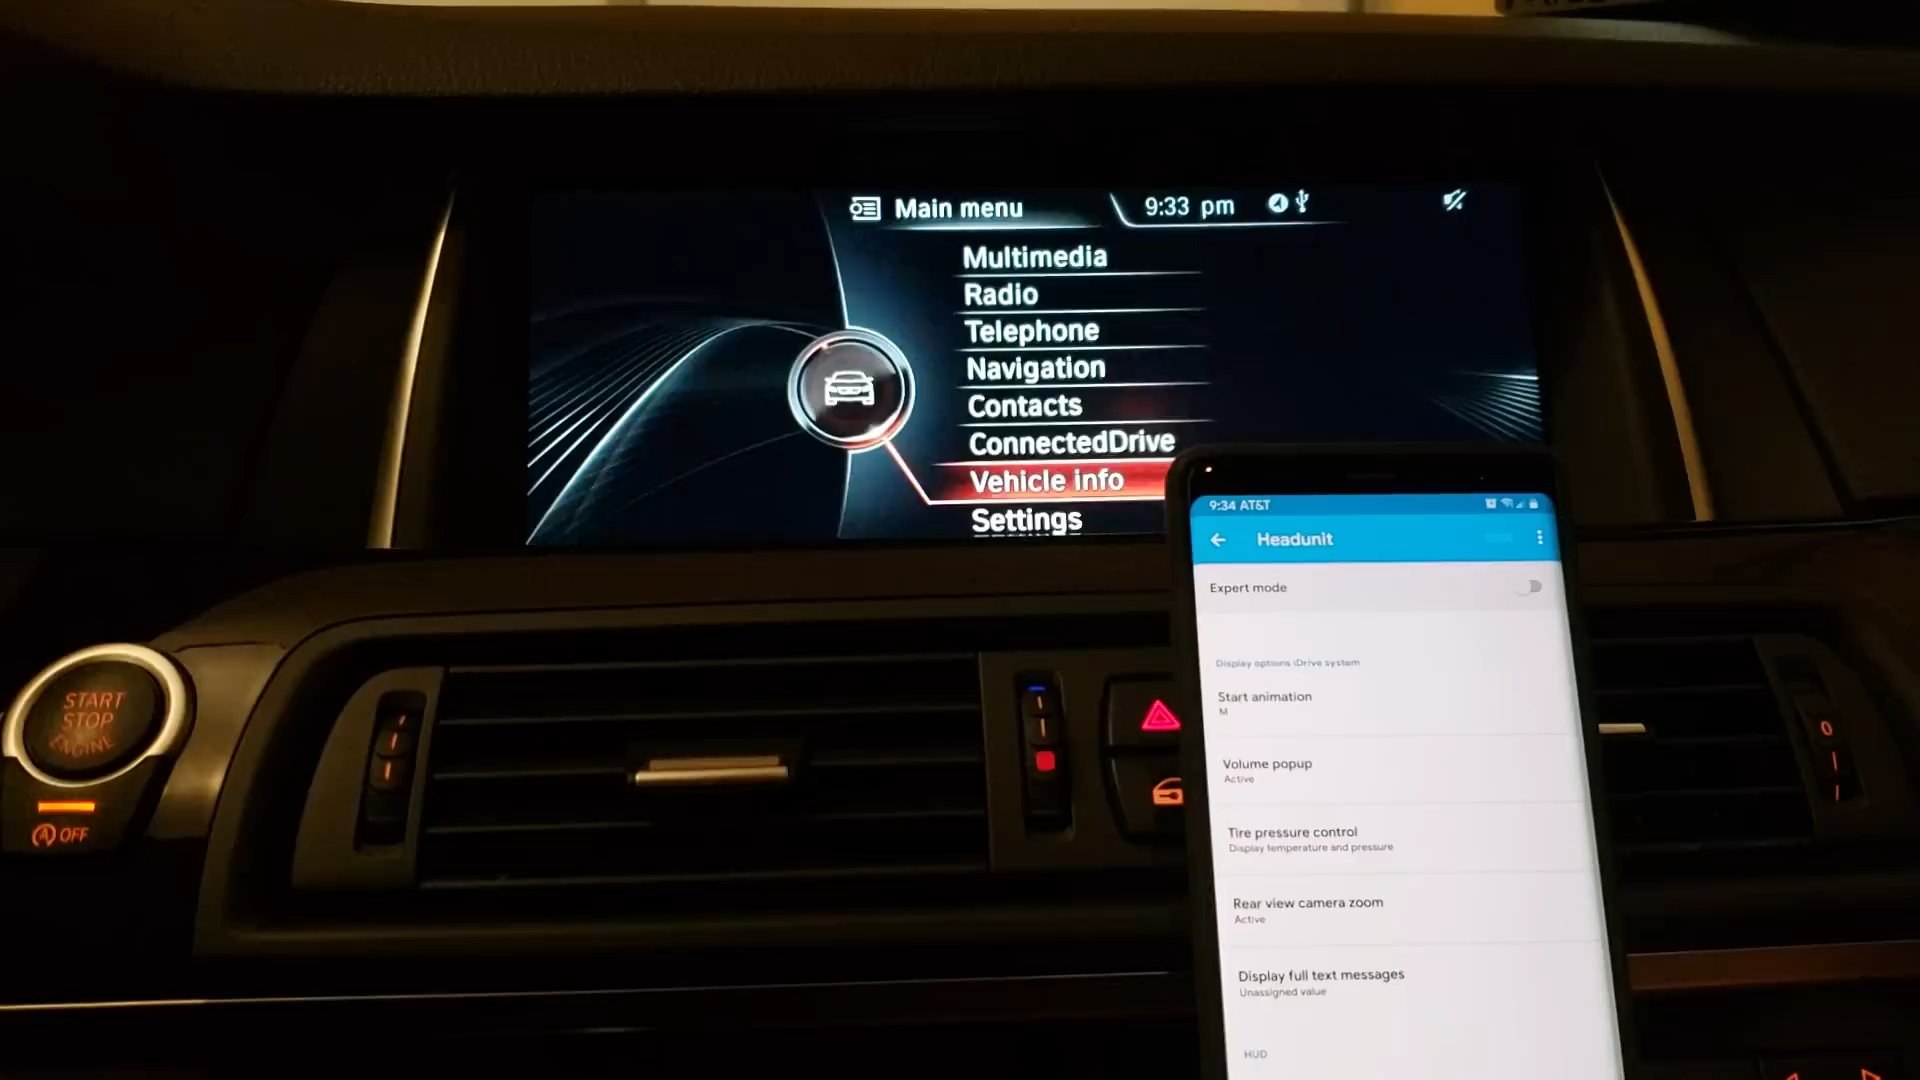 Main menu
9:33 pm
Multimedia
Radio
Telephone
Navigation
Contacts
ConnectedDrive
Vehicle info
Settings
9:34 AT&T
Headunit
Expert mode
Display options iDrive system
Start animation
M
Volume popup
Active
Tire pressure control
Display temperature and pressure
Rear view camera zoom
Active
Display full text messages
Unassigned value
HUD
START
STOP
ENGINE
A OFF
0